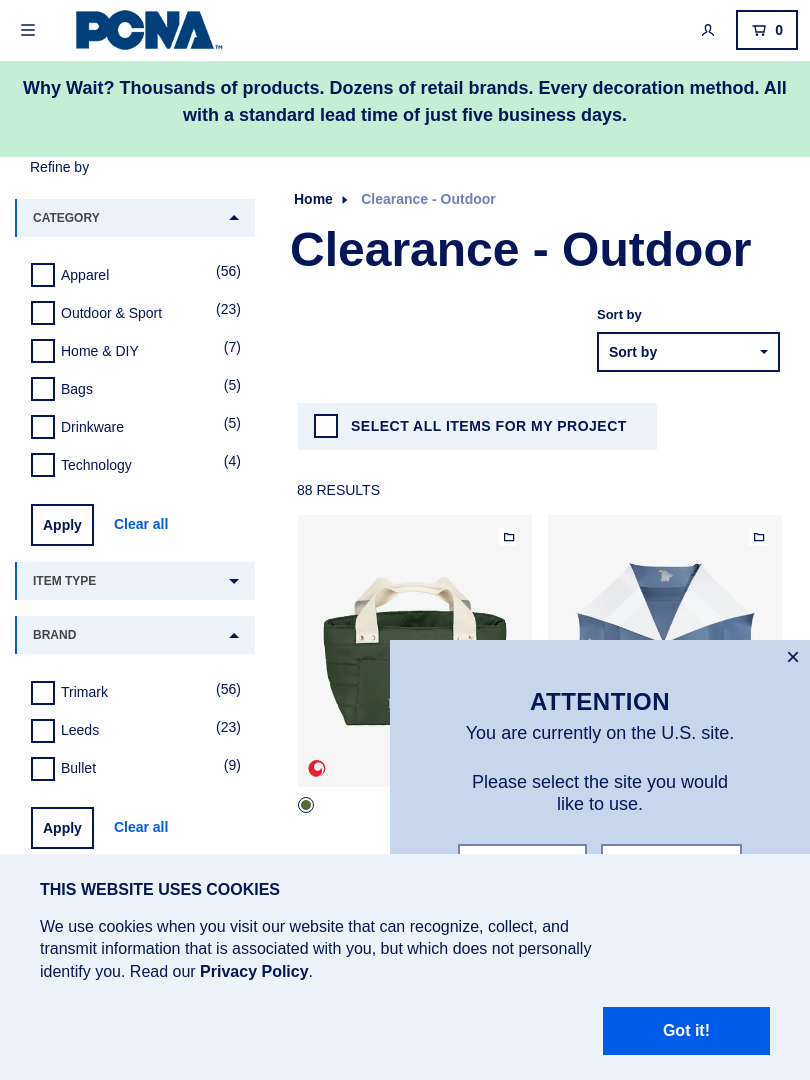 PCNA™
0
Why Wait? Thousands of products. Dozens of retail brands. Every decoration method. All
with a standard lead time of just five business days.
Refine by
CATEGORY
Apparel (56)
Outdoor & Sport (23)
Home & DIY (7)
Bags (5)
Drinkware (5)
Technology (4)
Apply Clear all
ITEM TYPE
BRAND
Trimark (56)
Leeds (23)
Bullet (9)
Apply Clear all
Home Clearance - Outdoor
Clearance - Outdoor
Sort by
Sort by
SELECT ALL ITEMS FOR MY PROJECT
88 RESULTS
ATTENTION
You are currently on the U.S. site.
Please select the site you would
like to use.
THIS WEBSITE USES COOKIES
We use cookies when you visit our website that can recognize, collect, and
transmit information that is associated with you, but which does not personally
identify you. Read our Privacy Policy.
Got it!